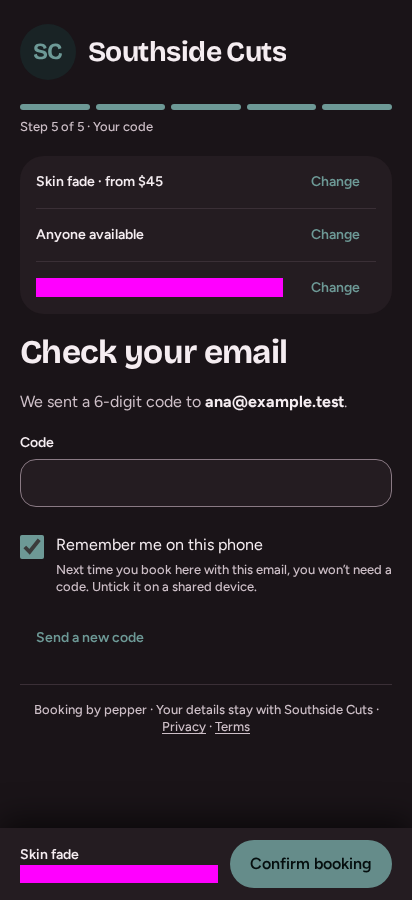 SC
Southside Cuts
Step 5 of 5 · Your code
Skin fade · from $45
Change
Anyone available
Change
Change
Check your email
We sent a 6-digit code to ana@example.test.
Code
Remember me on this phone
Next time you book here with this email, you won’t need a
code. Untick it on a shared device.
Send a new code
Booking by pepper · Your details stay with Southside Cuts ·
Privacy · Terms
Skin fade
Confirm booking